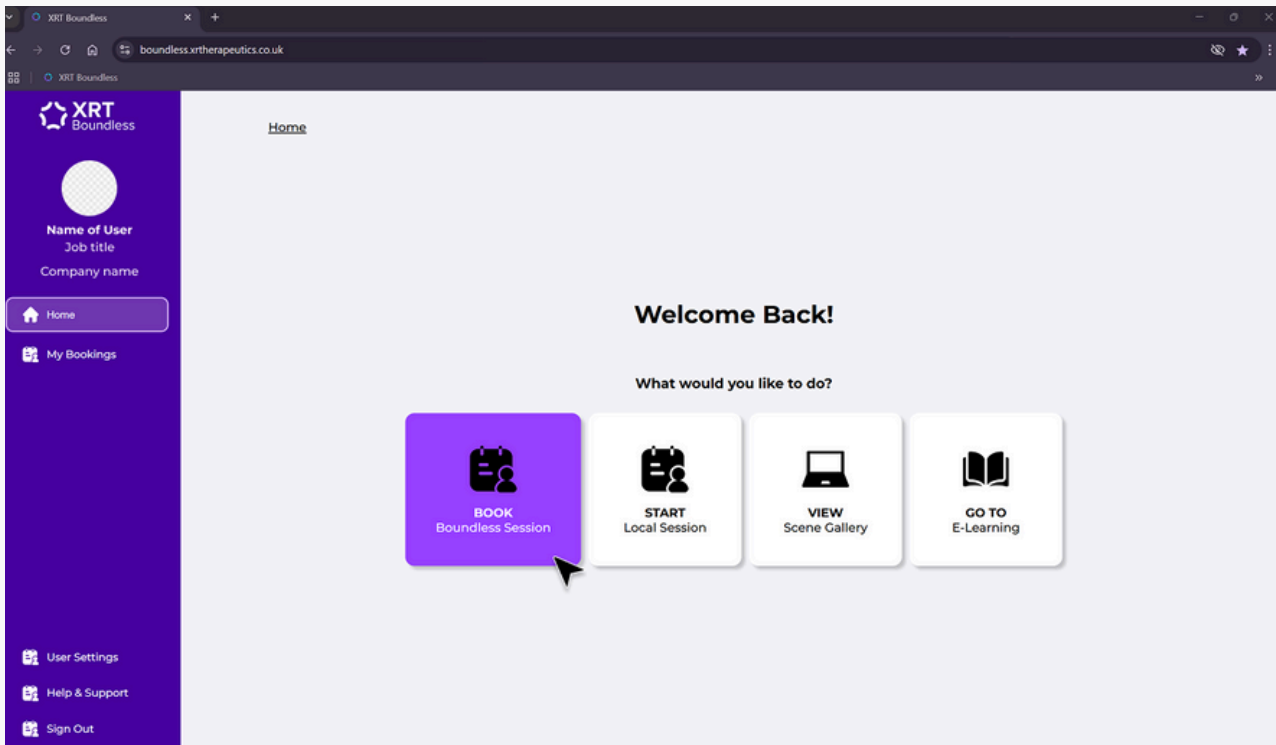 XRT Boundless
boundless.xrtherapeutics.co.uk
XRT Boundless
XRT
Boundless
Name of User
Job title
Company name
Home
My Bookings
User Settings
Help & Support
Sign Out
Home
Welcome Back!
What would you like to do?
BOOK
Boundless Session
START
Local Session
VIEW
Scene Gallery
GO TO
E-Learning